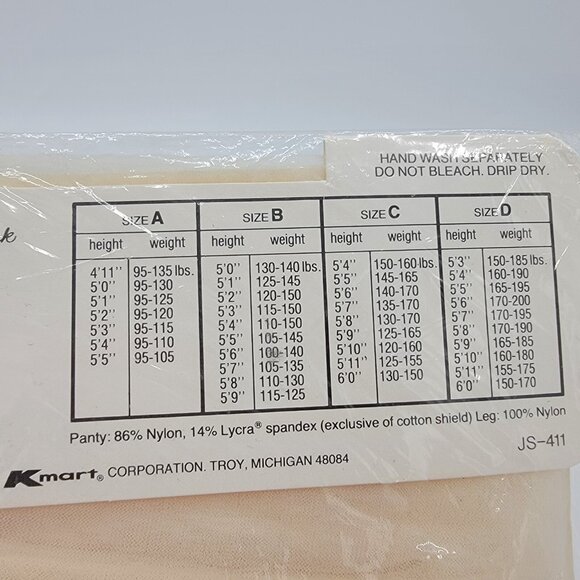 HAND WASH SEPARATELY
DO NOT BLEACH. DRIP DRY.
k
SIZE A SIZE B SIZE C SIZE D
height weight height weight height weight height weight
4'11" 95-135 lbs. 5'0" 130-140 lbs. 5'4" 150-160 lbs. 5'3" 150-185 lbs.
5'0" 95-130 5'1" 125-145 5'5" 145-165 5'4" 160-190
5'1" 95-125 5'2" 120-150 5'6" 140-170 5'5" 165-195
5'2" 95-120 5'3" 115-150 5'7" 135-170 5'6" 170-200
5'3" 95-115 5'4" 110-150 5'8" 130-170 5'7" 170-195
5'4" 95-110 5'5" 105-145 5'9" 125-165 5'8" 170-190
5'5" 95-105 5'6" 100-140 5'10" 120-160 5'9" 165-185
5'7" 105-135 5'11" 125-155 5'10" 160-180
5'8" 110-130 6'0" 130-150 5'11" 155-175
5'9" 115-125 6'0" 150-170
Panty: 86% Nylon, 14% Lycra® spandex (exclusive of cotton shield) Leg: 100% Nylon
JS-411
Kmart® CORPORATION. TROY, MICHIGAN 48084